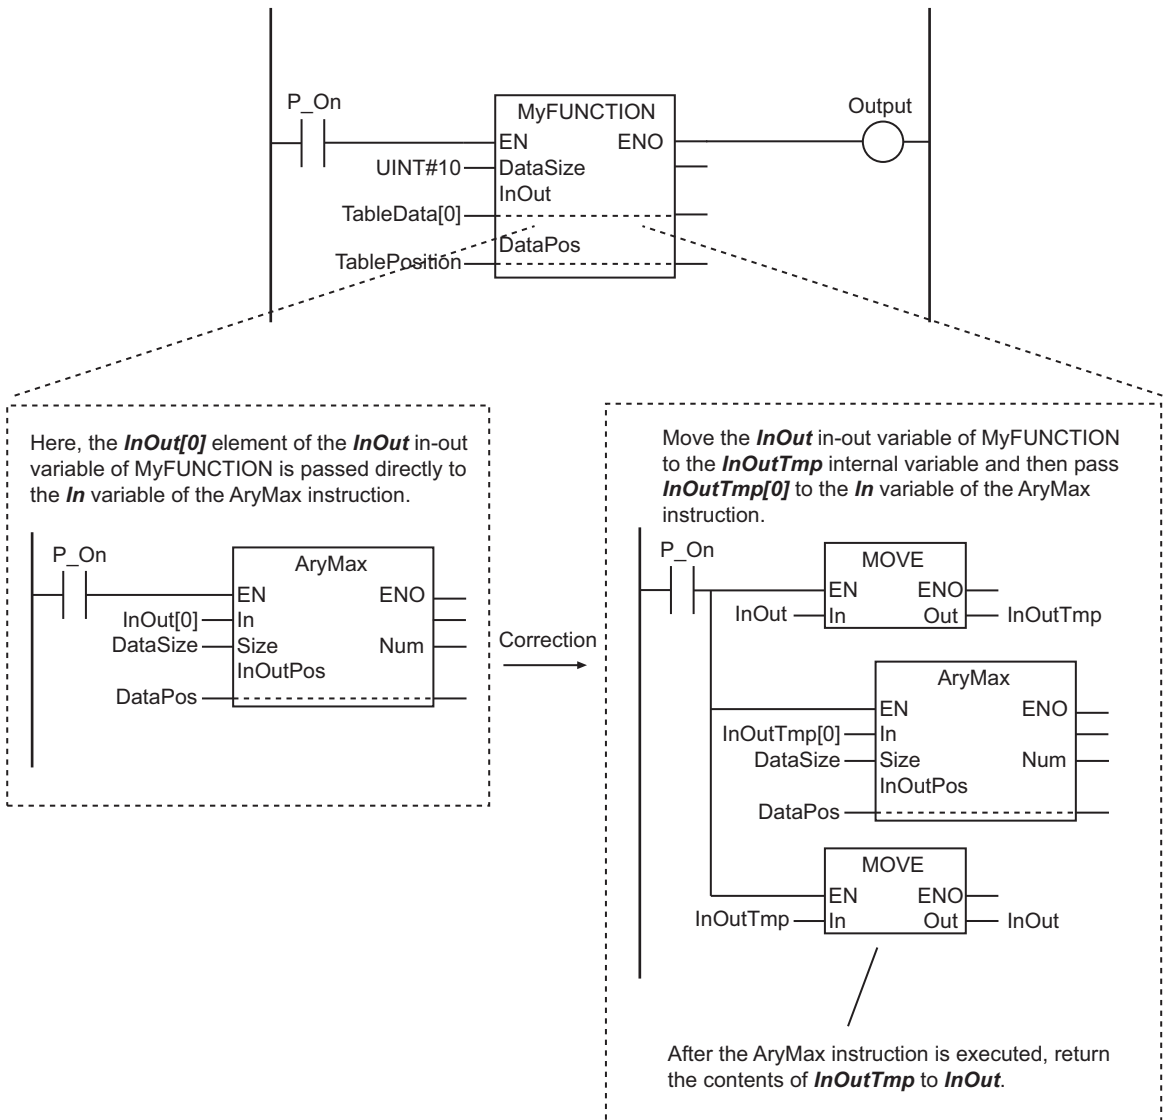 P_On
MyFUNCTION
Output
EN ENO
UINT#10 DataSize
InOut
TableData[0]
DataPos
TablePosition
Here, the InOut[0] element of the InOut in-out
variable of MyFUNCTION is passed directly to
the In variable of the AryMax instruction.
P_On
AryMax
EN ENO
InOut[0] In
DataSize Size Num
InOutPos
DataPos
Correction
Move the InOut in-out variable of MyFUNCTION
to the InOutTmp internal variable and then pass
InOutTmp[0] to the In variable of the AryMax
instruction.
P_On
MOVE
EN ENO
InOut In Out InOutTmp
AryMax
EN ENO
InOutTmp[0] In
DataSize Size Num
InOutPos
DataPos
MOVE
EN ENO
InOutTmp In Out InOut
After the AryMax instruction is executed, return
the contents of InOutTmp to InOut.